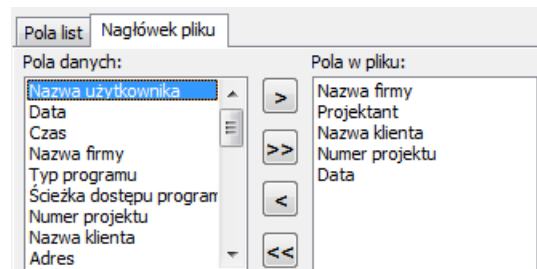 Pola list Nagłówek pliku
Pola danych: Pola w pliku:
Nazwa użytkownika
Data
Czas
Nazwa firmy
Typ programu
Ścieżka dostępu program
Numer projektu
Nazwa klienta
Adres
>
>>
<
<<
Nazwa firmy
Projektant
Nazwa klienta
Numer projektu
Data